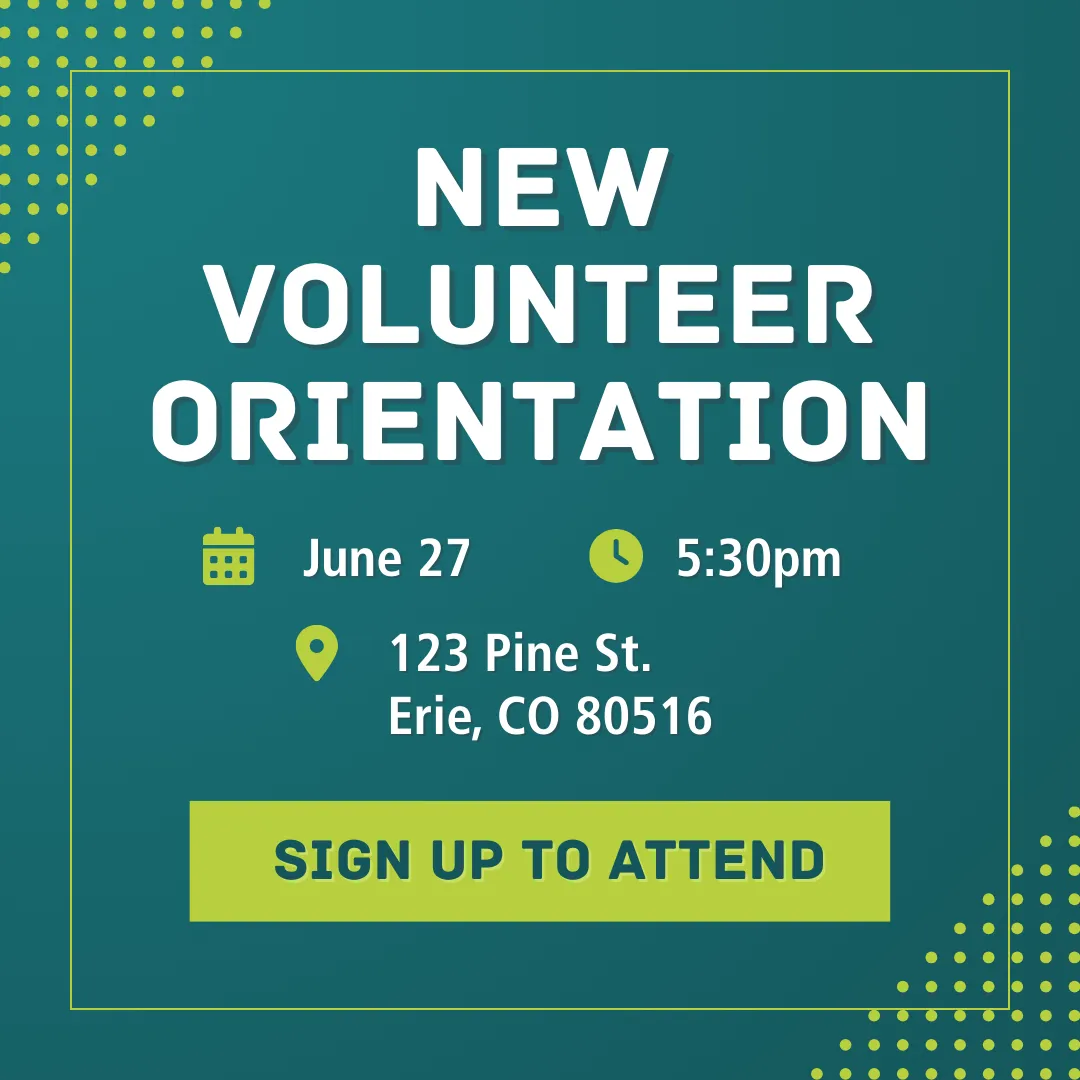 NEW
VOLUNTEER
ORIENTATION
June 27 5:30pm
123 Pine St.
Erie, CO 80516
SIGN UP TO ATTEND